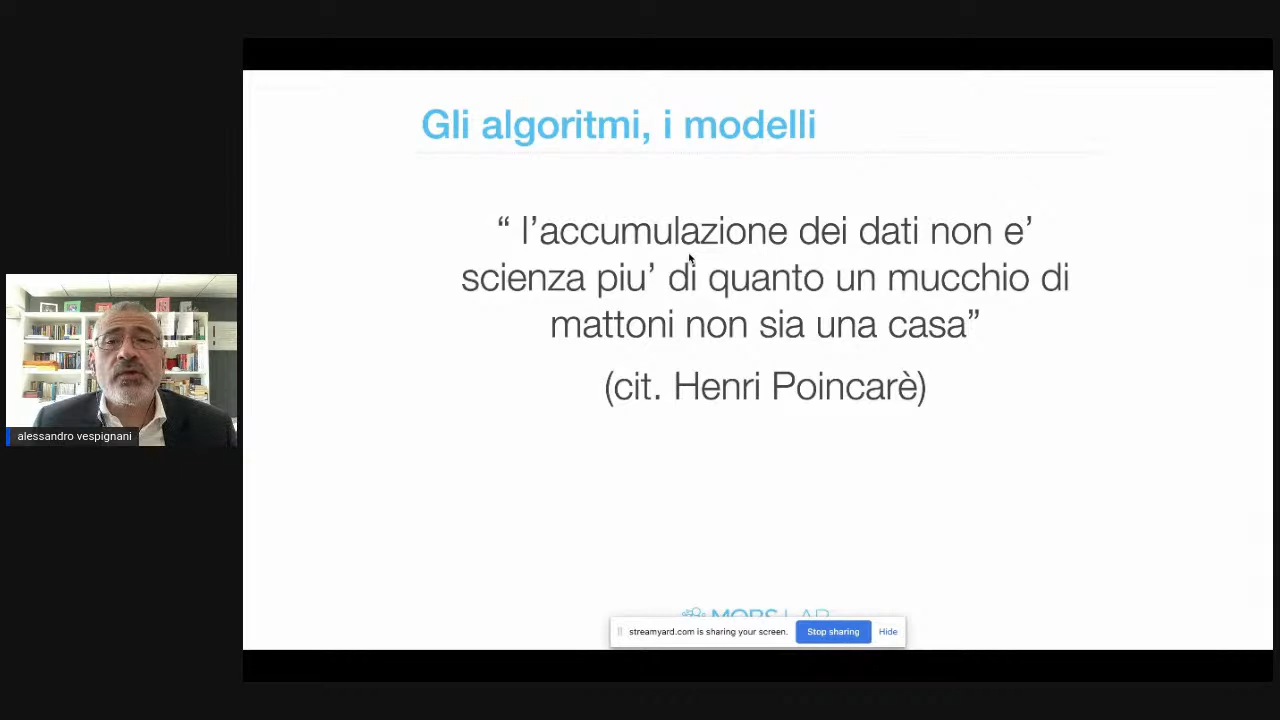 Gli algoritmi, i modelli
“ l’accumulazione dei dati non e’
scienza piu’ di quanto un mucchio di
mattoni non sia una casa”
(cit. Henri Poincarè)
alessandro vespignani
streamyard.com is sharing your screen.
Stop sharing
Hide